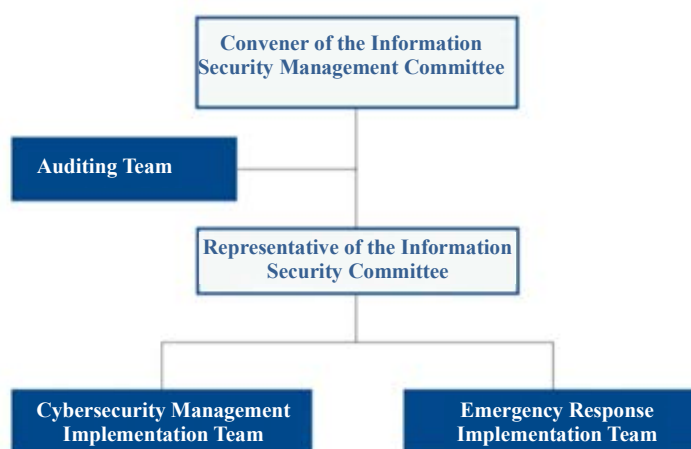 Convener of the Information
Security Management Committee
Auditing Team
Representative of the Information
Security Committee
Cybersecurity Management
Implementation Team
Emergency Response
Implementation Team